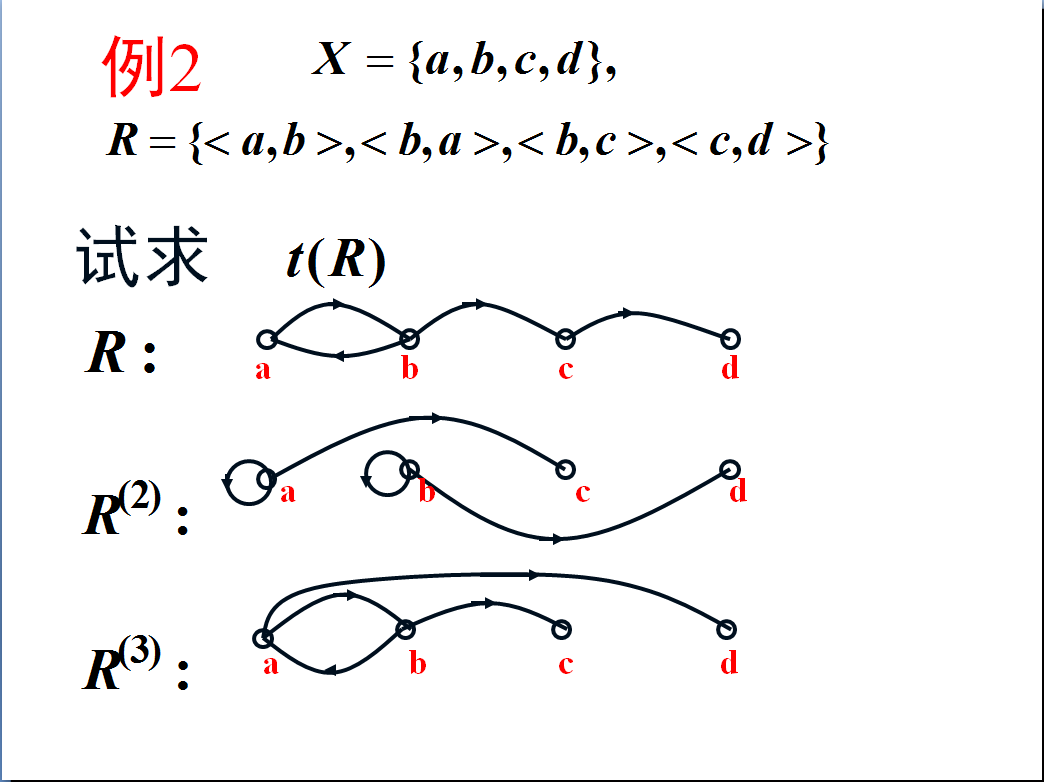 例2 X = {a,b,c,d},
R = {< a,b >,< b,a >,< b,c >,< c,d >}
试求 t(R)
R :
a b c d
R(2) :
a b c d
R(3) :
a b c d